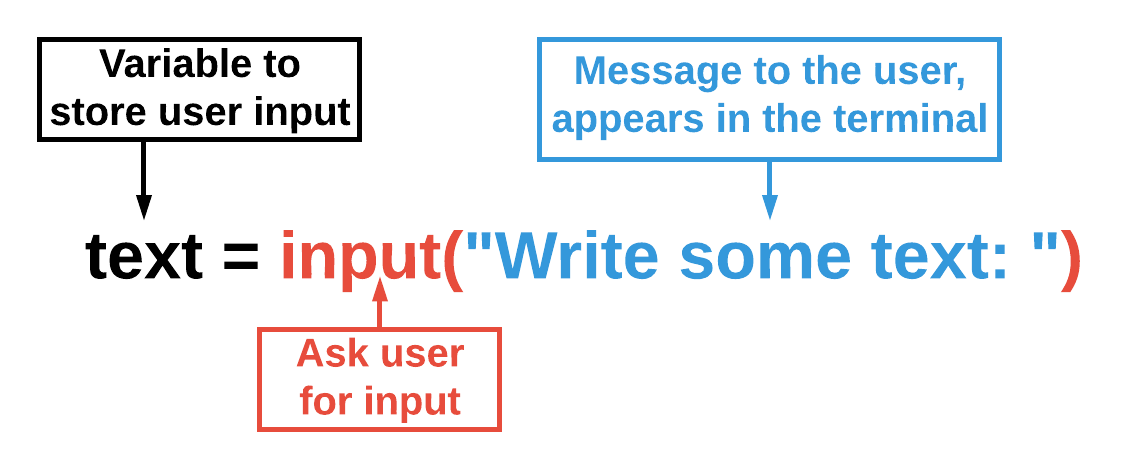 Variable to
store user input
Message to the user,
appears in the terminal
text = input("Write some text: ")
Ask user
for input